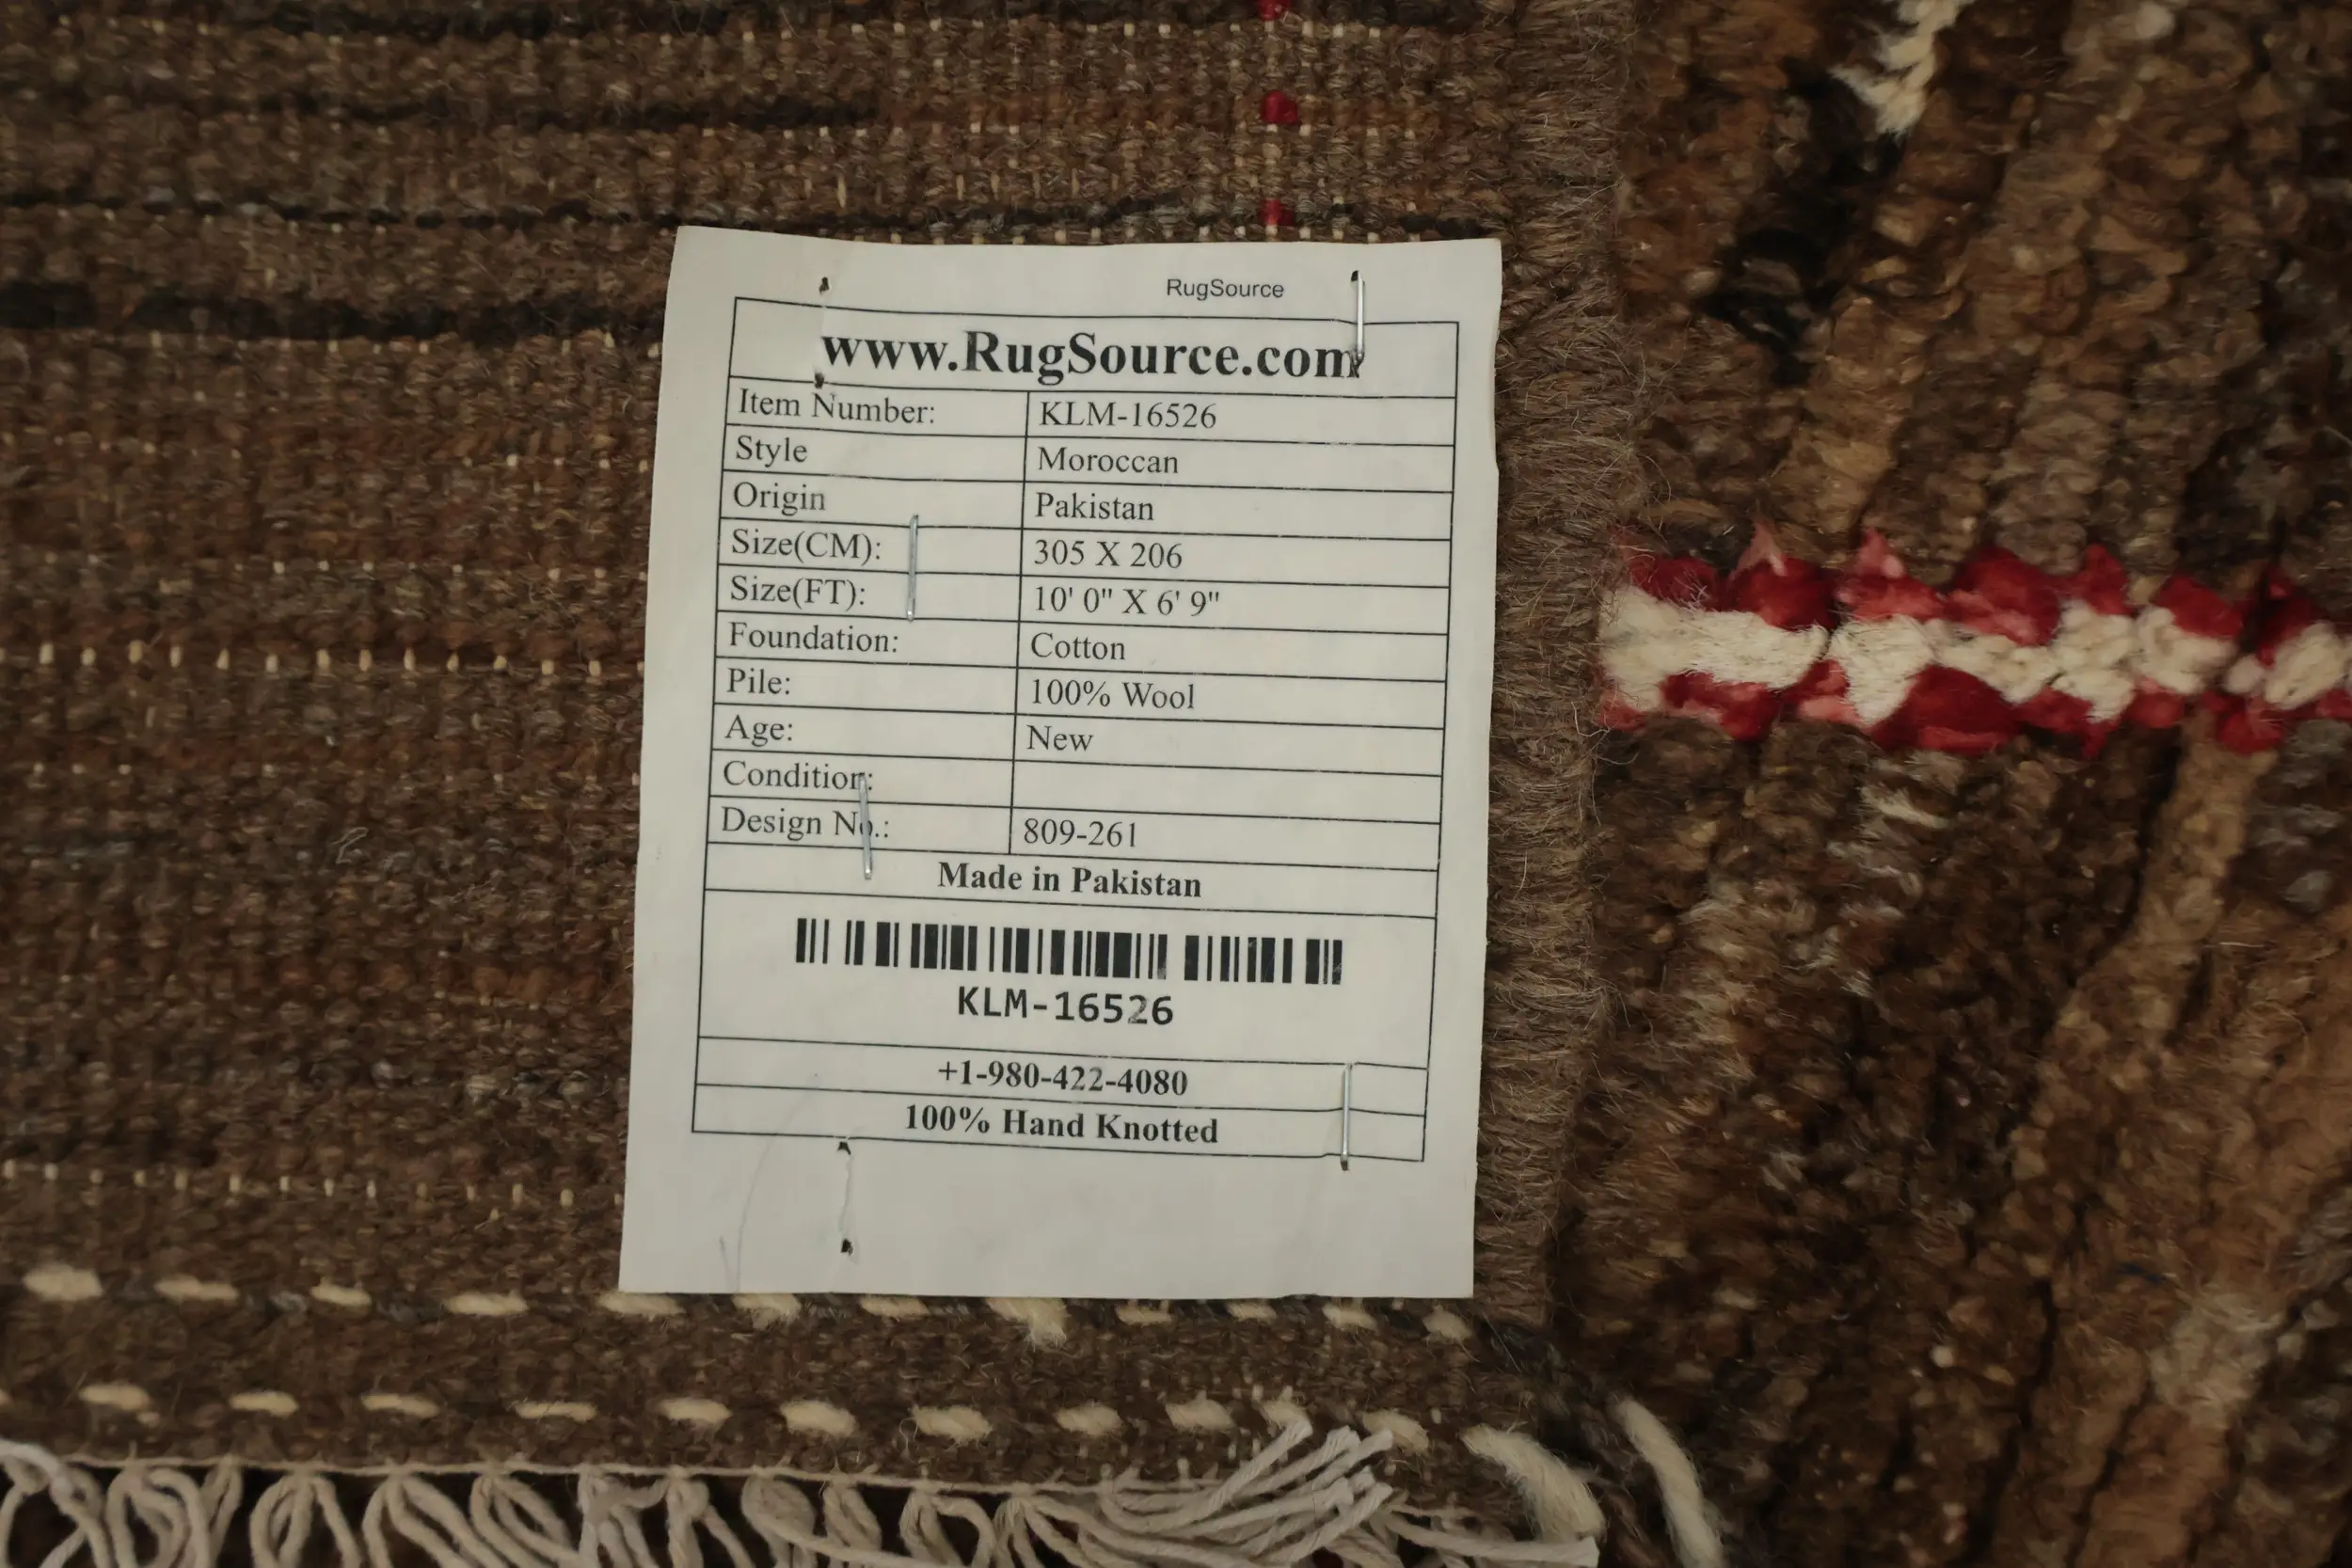 RugSource
www.RugSource.com
Item Number: KLM-16526
Style Moroccan
Origin Pakistan
Size(CM): 305 X 206
Size(FT): 10' 0" X 6' 9"
Foundation: Cotton
Pile: 100% Wool
Age: New
Condition:
Design No.: 809-261
Made in Pakistan
KLM-16526
+1-980-422-4080
100% Hand Knotted